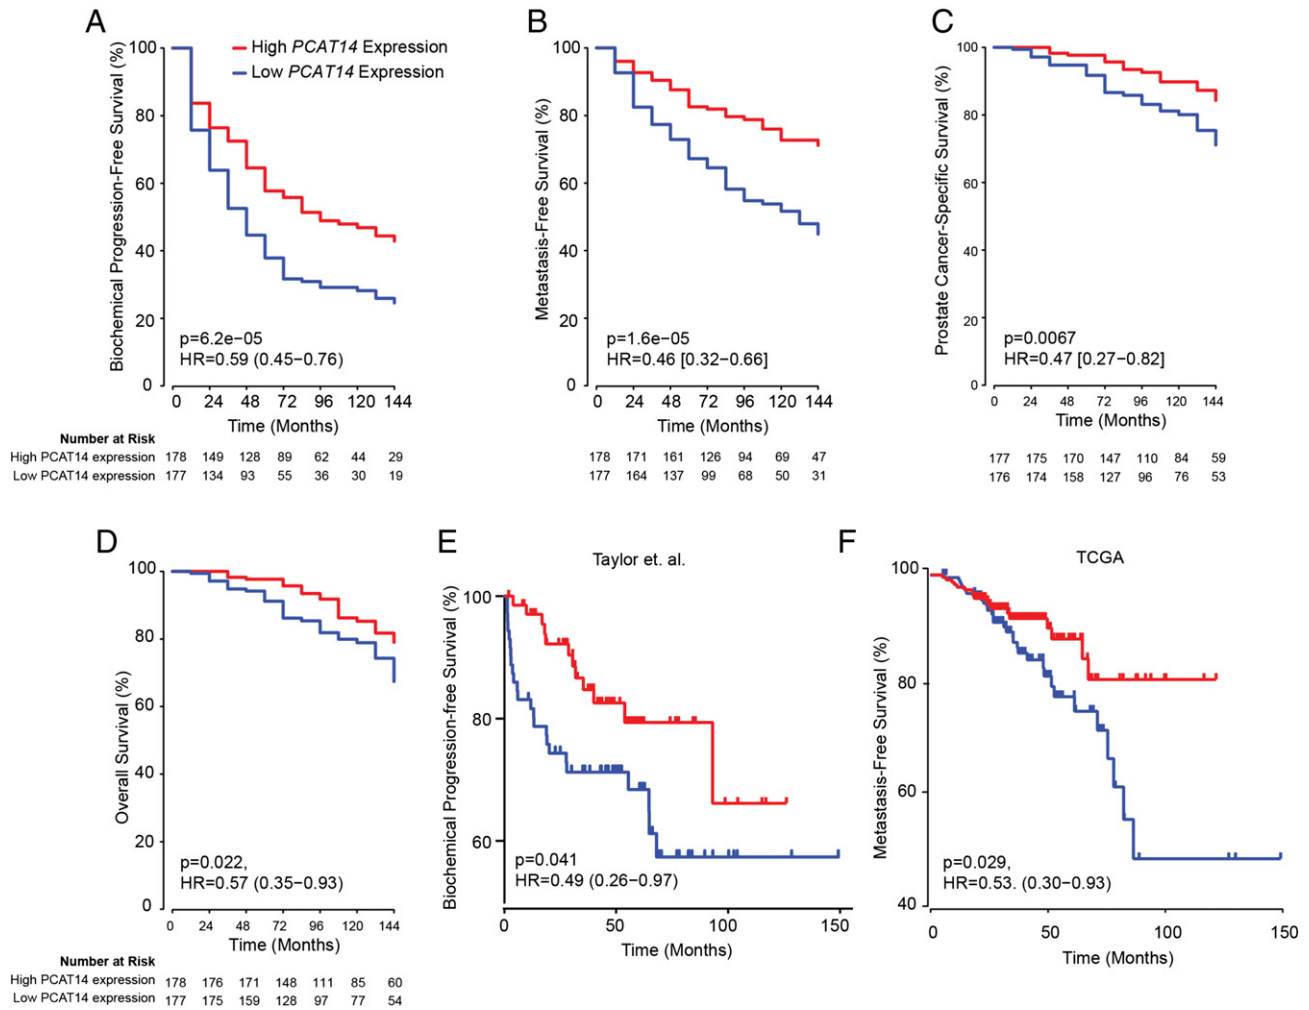 A
High PCAT14 Expression
Low PCAT14 Expression
Biochemical Progression-Free Survival (%)
100
80
60
40
20
0
p=6.2e−05
HR=0.59 (0.45−0.76)
0 24 48 72 96 120 144
Time (Months)
Number at Risk
High PCAT14 expression 178 149 128 89 62 44 29
Low PCAT14 expression 177 134 93 55 36 30 19
B
Metastasis-Free Survival (%)
100
80
60
40
20
0
p=1.6e−05
HR=0.46 [0.32−0.66]
0 24 48 72 96 120 144
Time (Months)
178 171 161 126 94 69 47
177 164 137 99 68 50 31
C
Prostate Cancer-Specific Survival (%)
100
80
60
40
20
0
p=0.0067
HR=0.47 [0.27−0.82]
0 24 48 72 96 120 144
Time (Months)
177 175 170 147 110 84 59
176 174 158 127 96 76 53
D
Overall Survival (%)
100
80
60
40
20
0
p=0.022,
HR=0.57 (0.35−0.93)
0 24 48 72 96 120 144
Time (Months)
Number at Risk
High PCAT14 expression 178 176 171 148 111 85 60
Low PCAT14 expression 177 175 159 128 97 77 54
E
Taylor et. al.
Biochemical Progression-free Survival (%)
100
80
60
p=0.041
HR=0.49 (0.26−0.97)
0 50 100 150
Time (Months)
F
TCGA
Metastasis-Free Survival (%)
100
80
60
40
p=0.029,
HR=0.53. (0.30−0.93)
0 50 100 150
Time (Months)